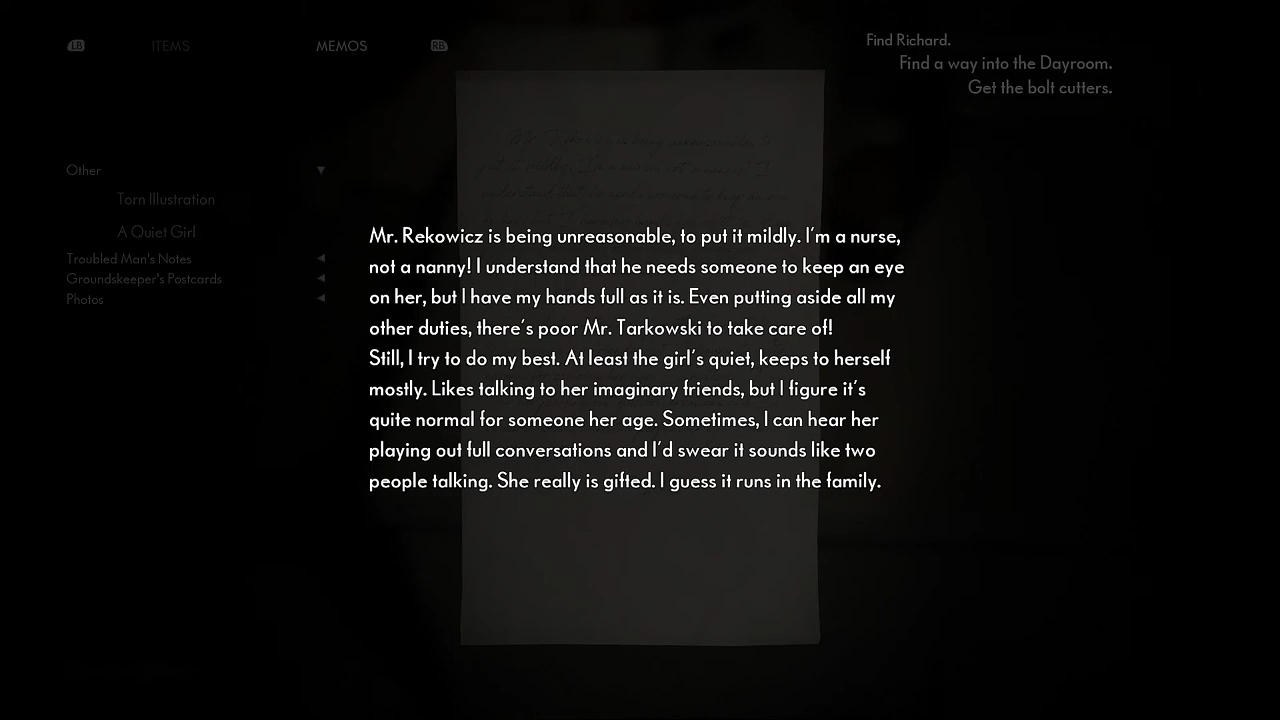 LB
ITEMS
MEMOS
RB
Find Richard.
Find a way into the Dayroom.
Get the bolt cutters.
Other
Torn Illustration
A Quiet Girl
Troubled Man's Notes
Groundskeeper's Postcards
Photos
Mr. Rekowicz is being unreasonable, to put it mildly. I'm a nurse,
not a nanny! I understand that he needs someone to keep an eye
on her, but I have my hands full as it is. Even putting aside all my
other duties, there's poor Mr. Tarkowski to take care of!
Still, I try to do my best. At least the girl's quiet, keeps to herself
mostly. Likes talking to her imaginary friends, but I figure it's
quite normal for someone her age. Sometimes, I can hear her
playing out full conversations and I'd swear it sounds like two
people talking. She really is gifted. I guess it runs in the family.